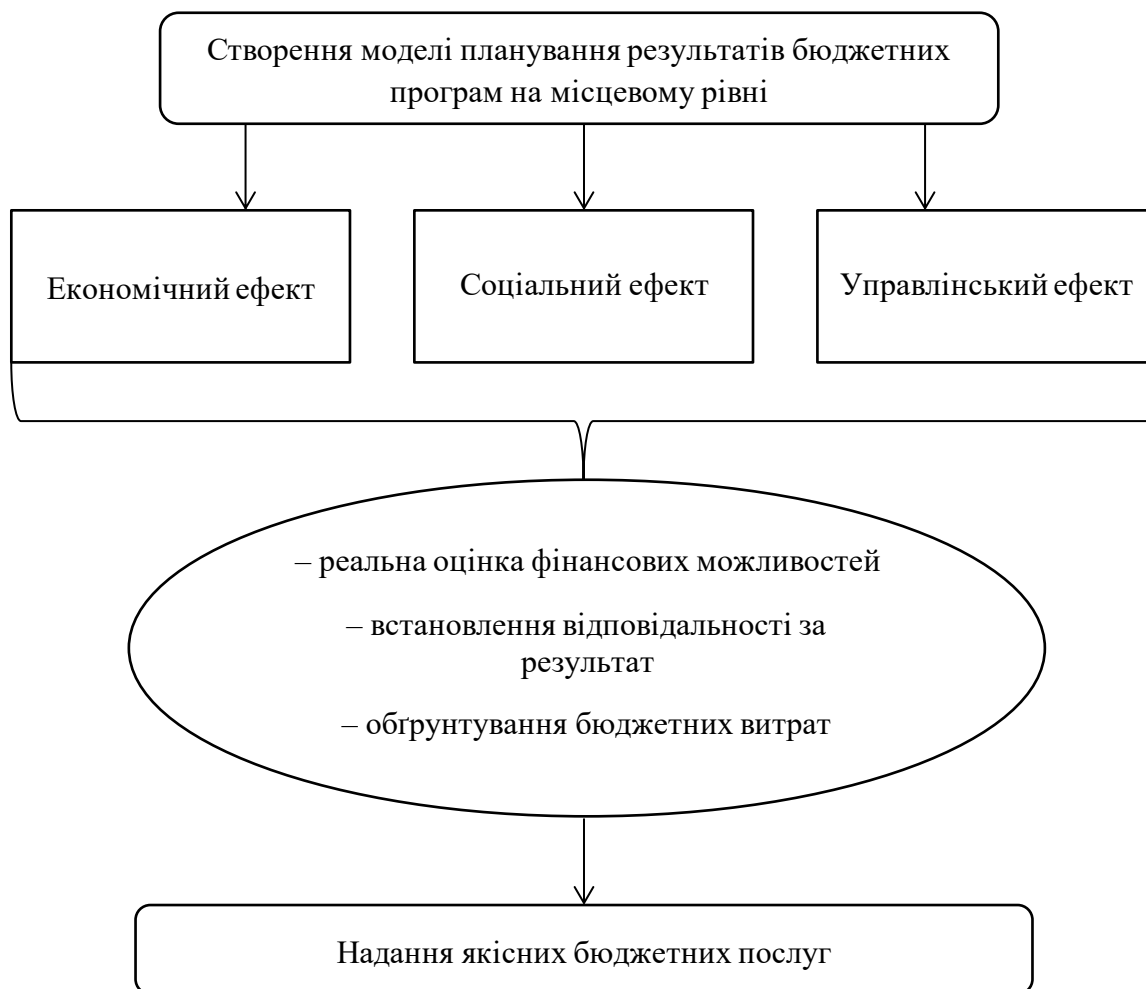 Створення моделі планування результатів бюджетних
програм на місцевому рівні
Економічний ефект
Соціальний ефект
Управлінський ефект
– реальна оцінка фінансових можливостей
– встановлення відповідальності за
результат
– обґрунтування бюджетних витрат
Надання якісних бюджетних послуг